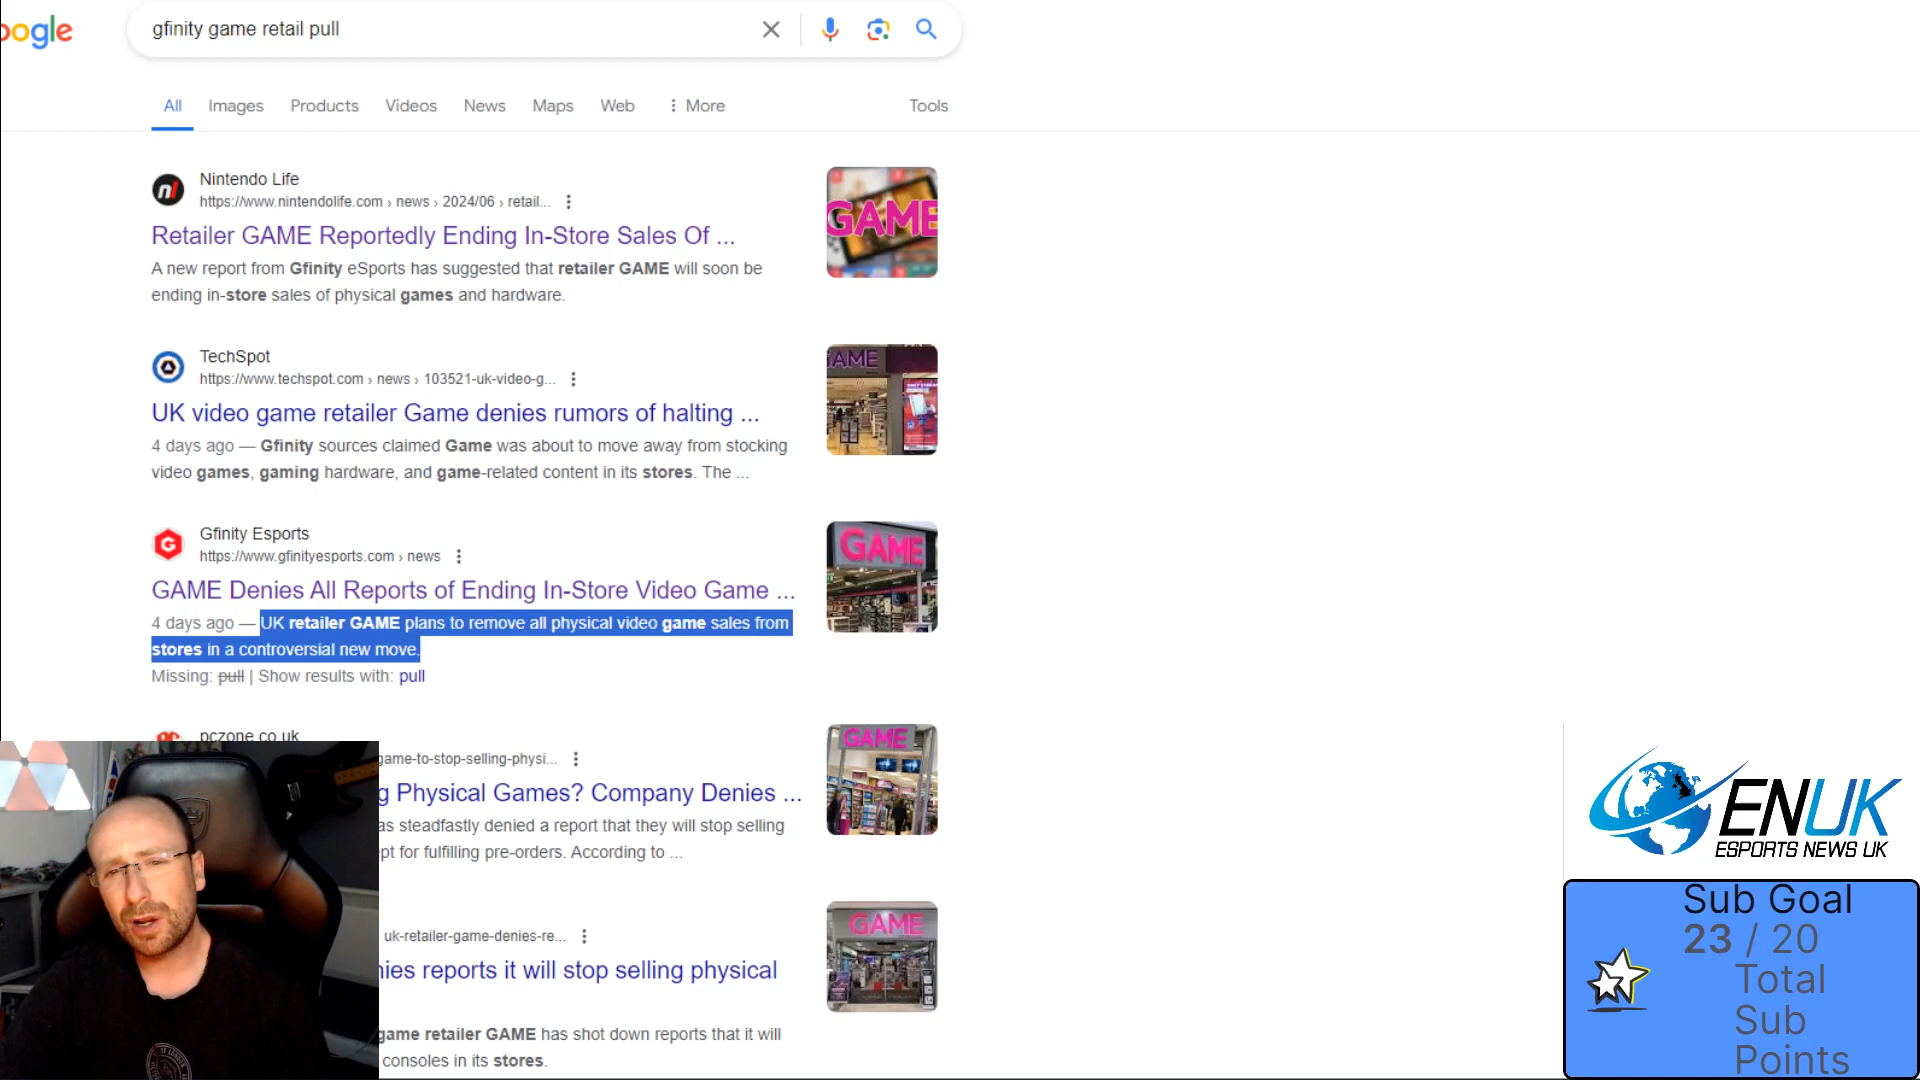 oogle
gfinity game retail pull
All Images Products Videos News Maps Web More Tools
Nintendo Life
https://www.nintendolife.com › news › 2024/06 › retail...
Retailer GAME Reportedly Ending In-Store Sales Of ...
A new report from Gfinity eSports has suggested that retailer GAME will soon be
ending in-store sales of physical games and hardware.
GAME
TechSpot
https://www.techspot.com › news › 103521-uk-video-g...
UK video game retailer Game denies rumors of halting ...
4 days ago — Gfinity sources claimed Game was about to move away from stocking
video games, gaming hardware, and game-related content in its stores. The ...
GAME
Gfinity Esports
https://www.gfinityesports.com › news
GAME Denies All Reports of Ending In-Store Video Game ...
4 days ago — UK retailer GAME plans to remove all physical video game sales from
stores in a controversial new move.
Missing: pull | Show results with: pull
GAME
pczone.co.uk
game-to-stop-selling-physi...
g Physical Games? Company Denies ...
as steadfastly denied a report that they will stop selling
pt for fulfilling pre-orders. According to ...
GAME
uk-retailer-game-denies-re...
nies reports it will stop selling physical
game retailer GAME has shot down reports that it will
consoles in its stores.
GAME
ENUK
ESPORTS NEWS UK
Sub Goal
23 / 20
Total
Sub
Points